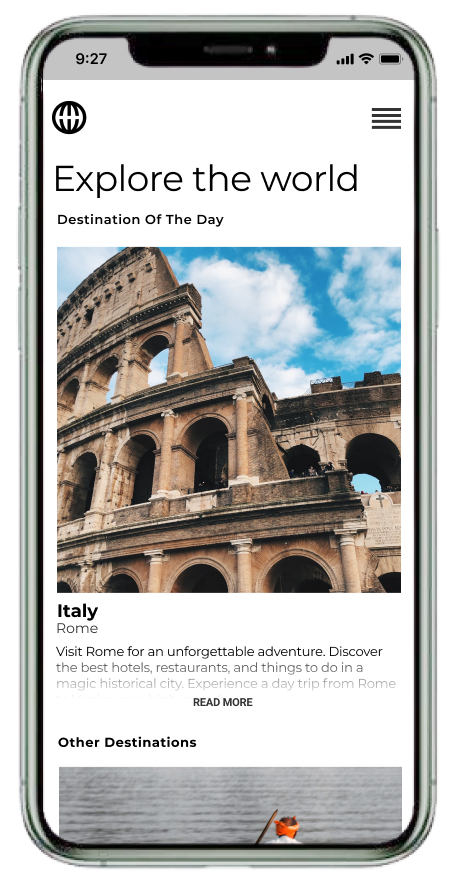 9:27
Explore the world
Destination Of The Day
Italy
Rome
Visit Rome for an unforgettable adventure. Discover
the best hotels, restaurants, and things to do in a
magic historical city. Experience a day trip from Rome
READ MORE
Other Destinations